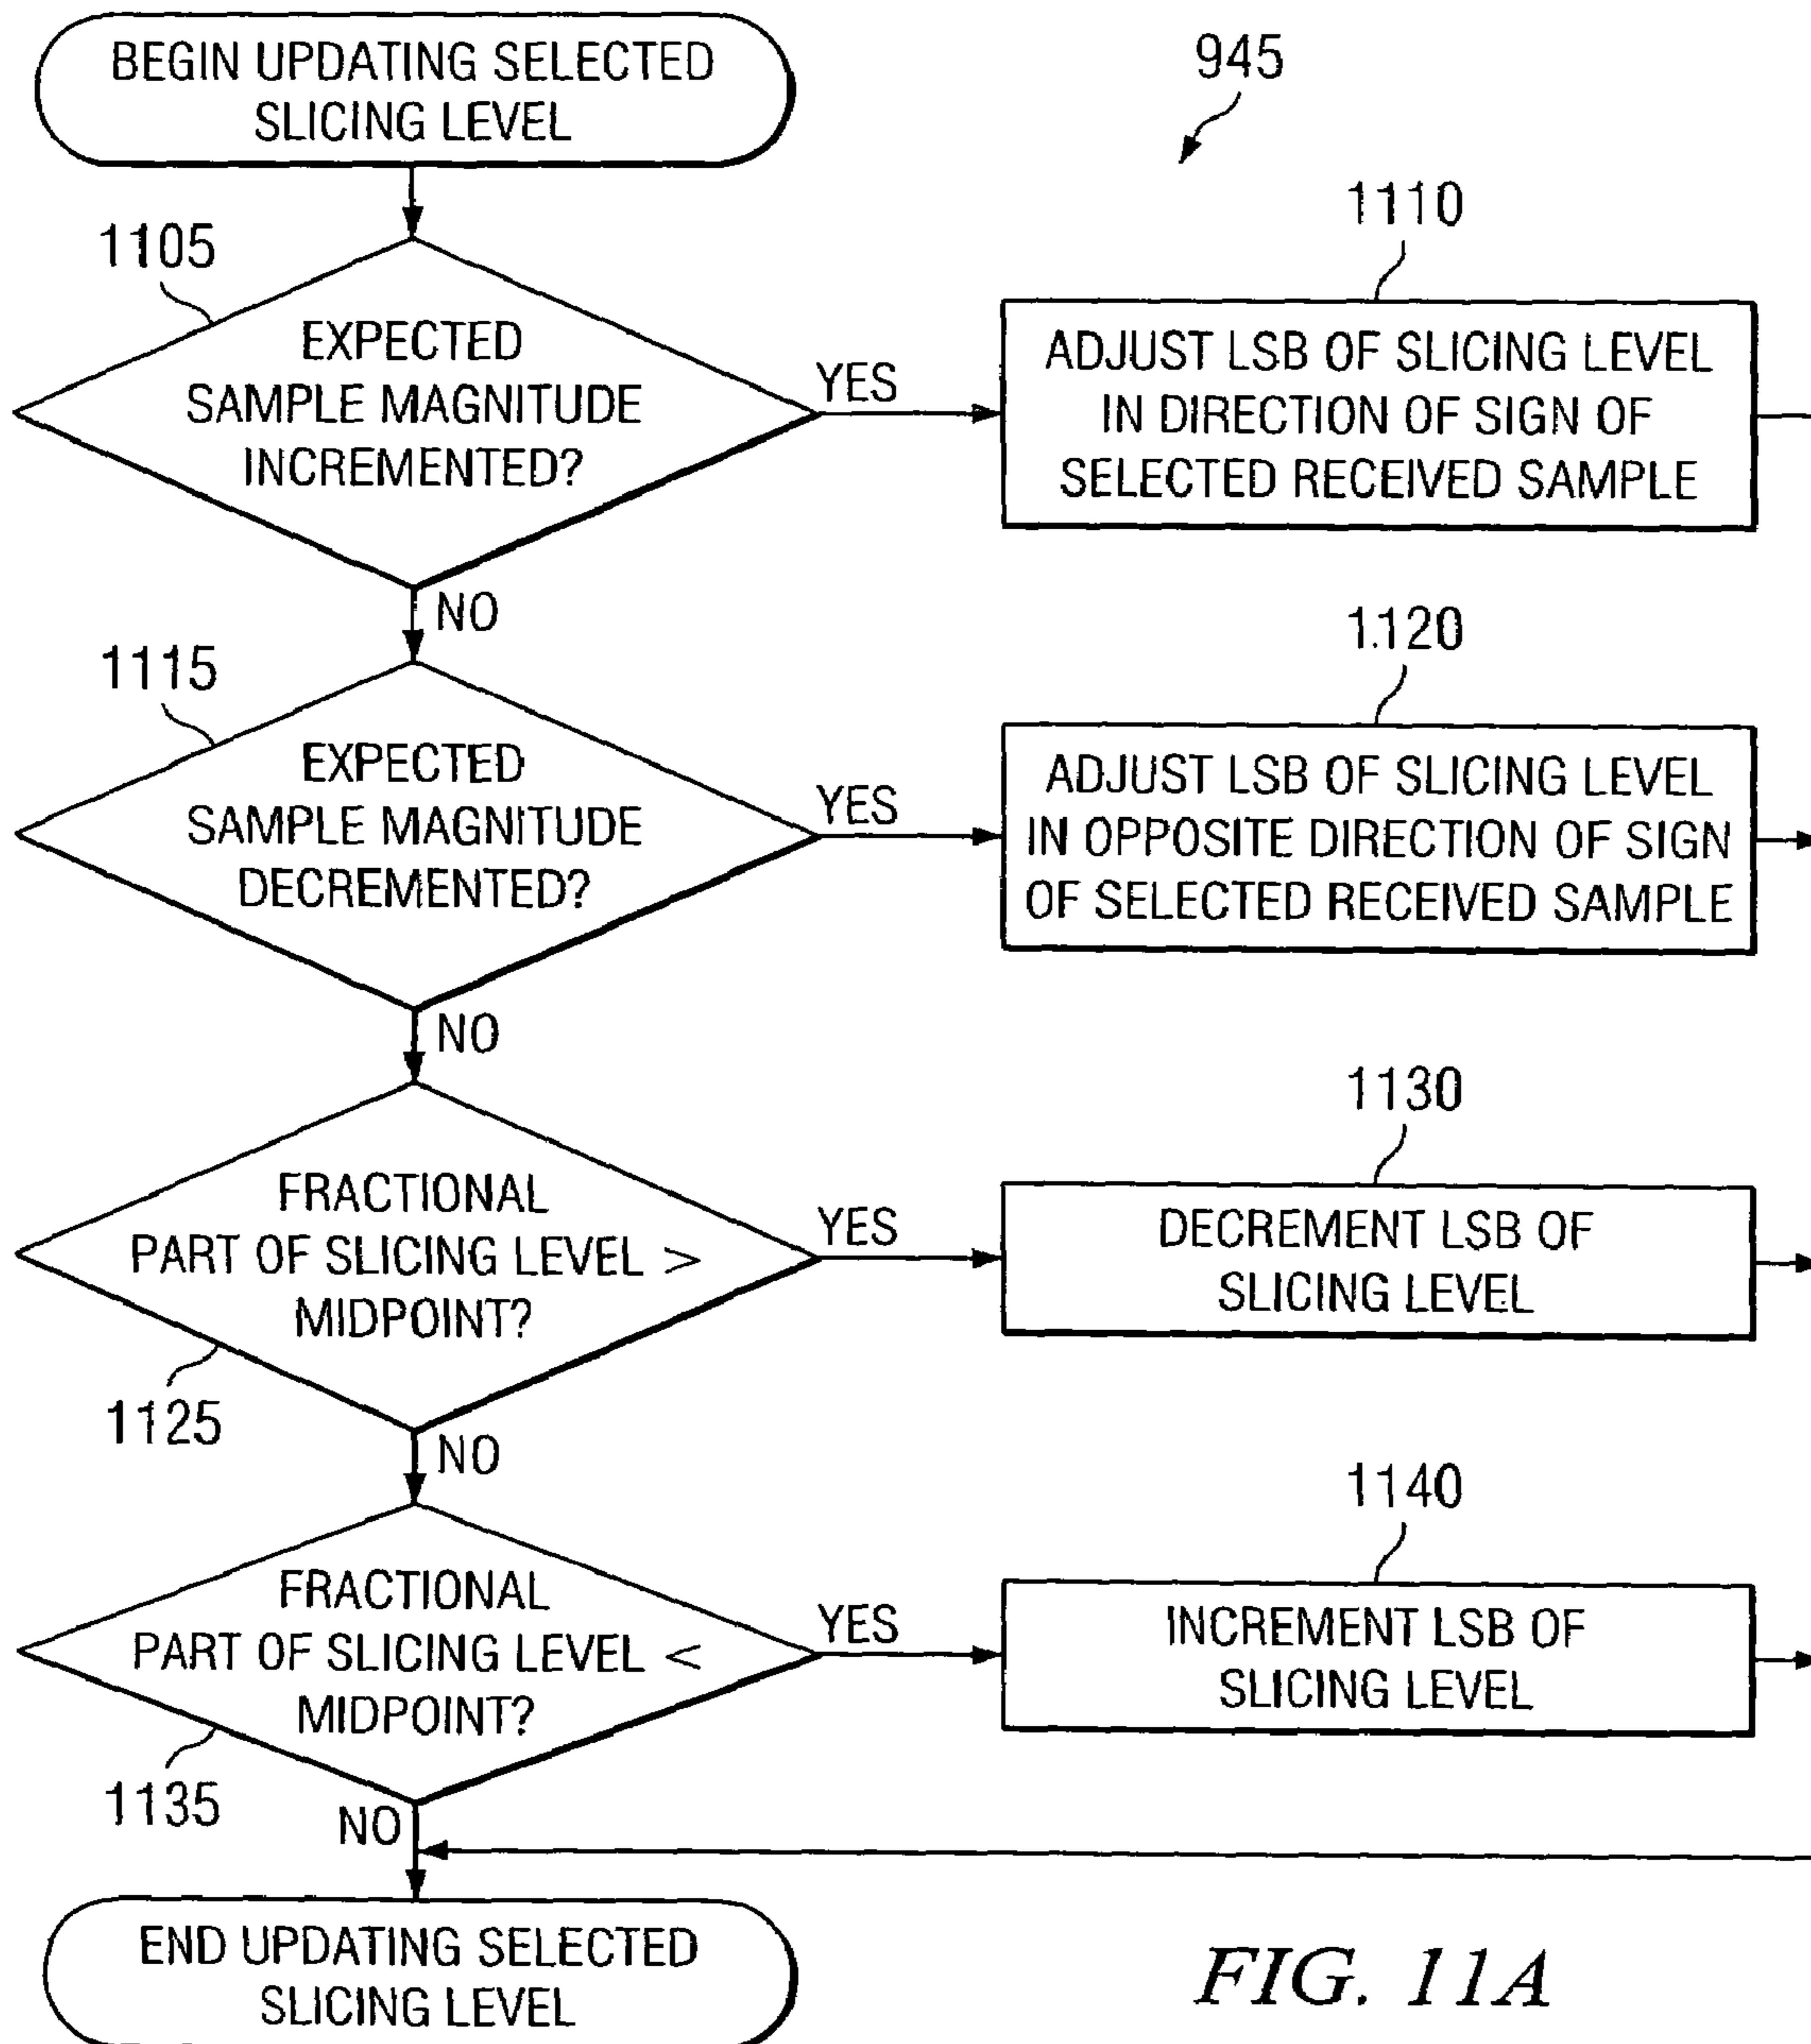 BEGIN UPDATING SELECTED
SLICING LEVEL
945
1105
EXPECTED
SAMPLE MAGNITUDE
INCREMENTED?
YES
NO
1110
ADJUST LSB OF SLICING LEVEL
IN DIRECTION OF SIGN OF
SELECTED RECEIVED SAMPLE
1115
EXPECTED
SAMPLE MAGNITUDE
DECREMENTED?
YES
NO
1120
ADJUST LSB OF SLICING LEVEL
IN OPPOSITE DIRECTION OF SIGN
OF SELECTED RECEIVED SAMPLE
FRACTIONAL
PART OF SLICING LEVEL >
MIDPOINT?
1125
YES
NO
1130
DECREMENT LSB OF
SLICING LEVEL
FRACTIONAL
PART OF SLICING LEVEL <
MIDPOINT?
1135
YES
NO
1140
INCREMENT LSB OF
SLICING LEVEL
END UPDATING SELECTED
SLICING LEVEL
FIG. 11A